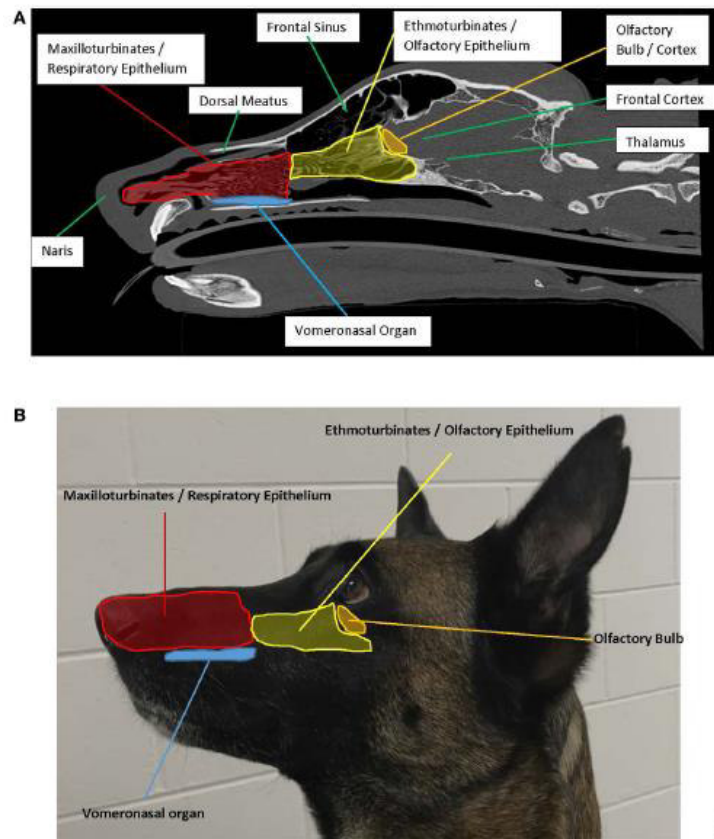 A
Frontal Sinus
Ethmoturbinates /
Olfactory Epithelium
Olfactory
Bulb / Cortex
Maxilloturbinates /
Respiratory Epithelium
Dorsal Meatus
Frontal Cortex
Thalamus
Naris
Vomeronasal Organ
B
Ethmoturbinates / Olfactory Epithelium
Maxilloturbinates / Respiratory Epithelium
Olfactory Bulb
Vomeronasal organ